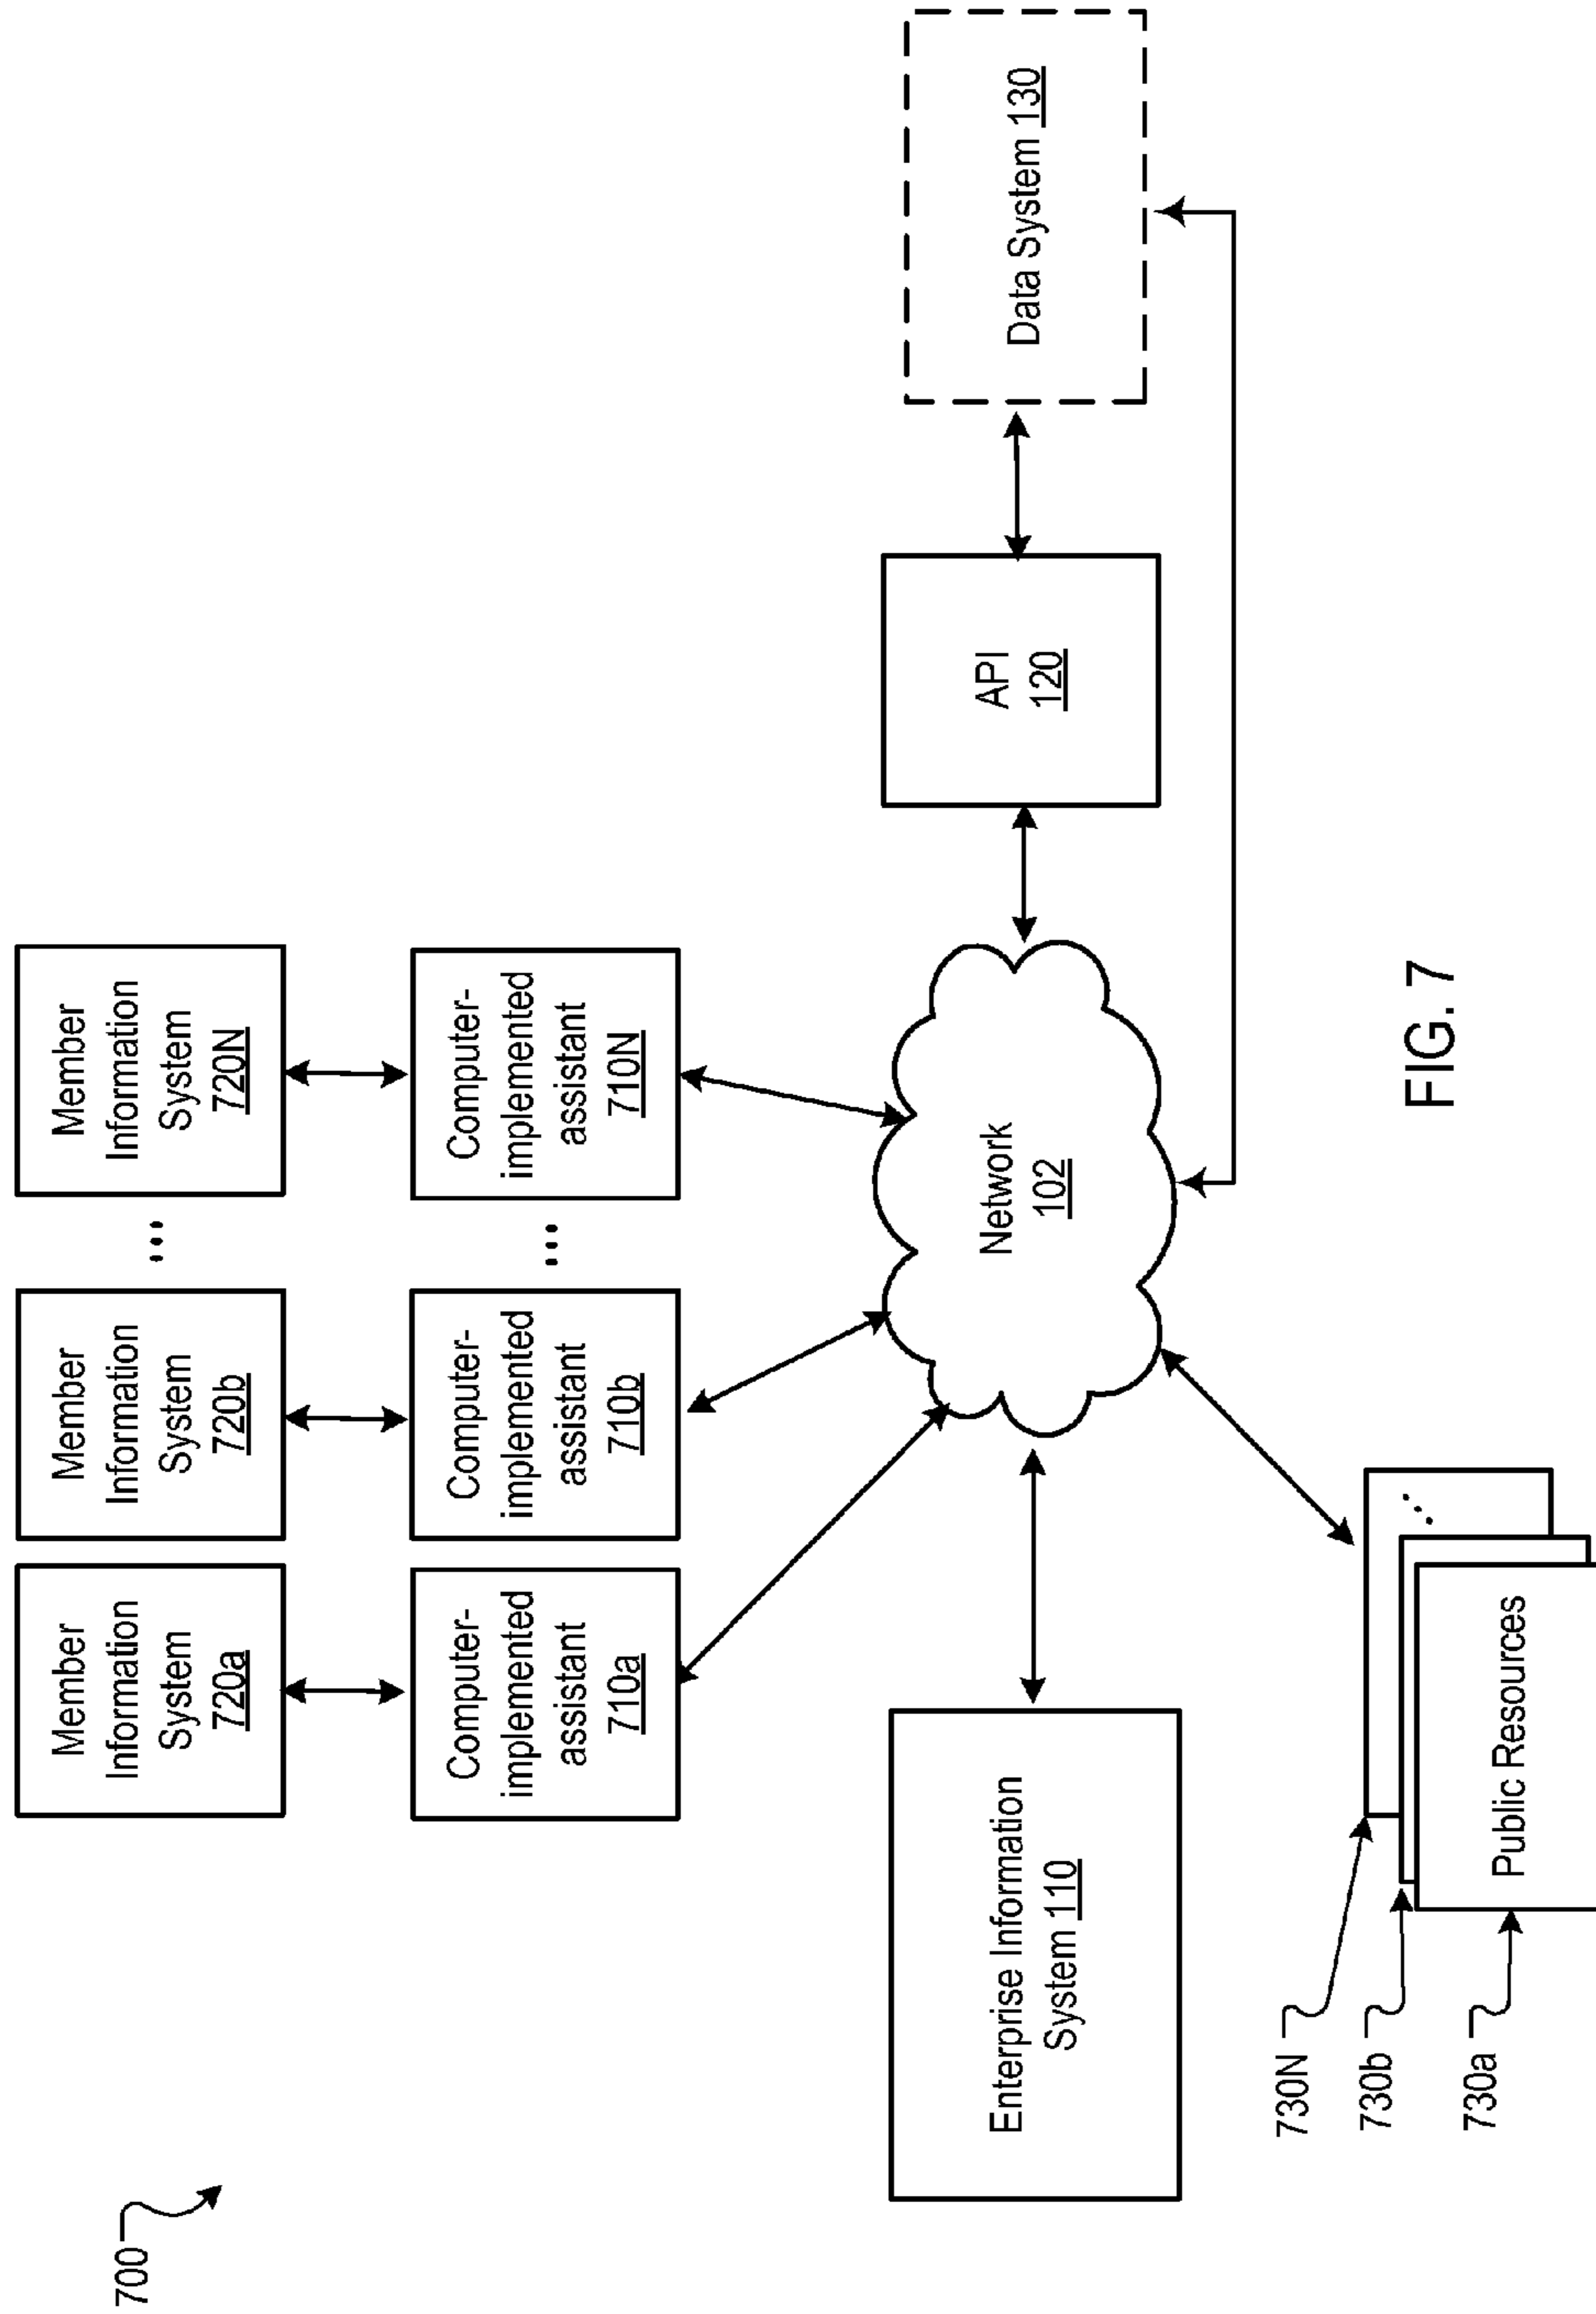 700
Member
Information
System
720a
Member
Information
System
720b
...
Member
Information
System
720N
Computer-
implemented
assistant
710a
Computer-
implemented
assistant
710b
...
Computer-
implemented
assistant
710N
Enterprise Information
System 110
Network
102
API
120
Data System 130
730N
730b
730a
Public Resources
...
FIG. 7